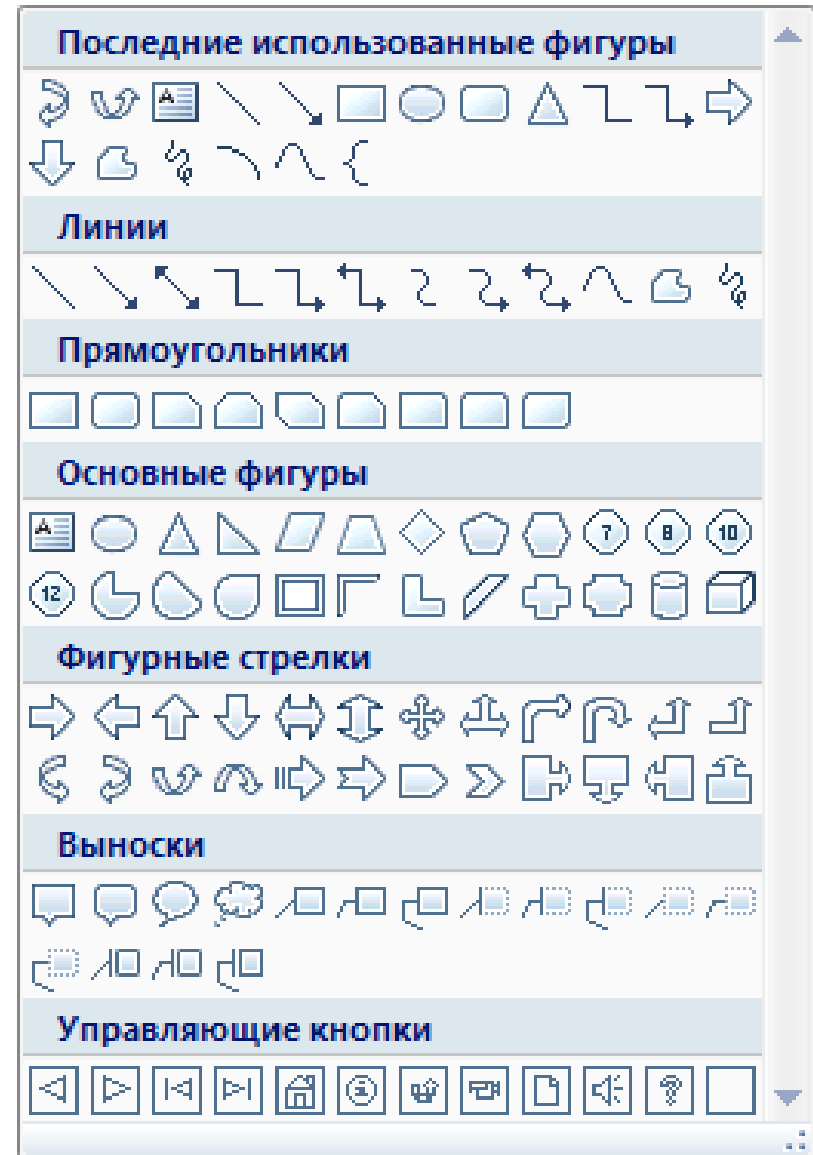 Последние использованные фигуры
A
Линии
Прямоугольники
Основные фигуры
A 7 8 10
12
Фигурные стрелки
Выноски
Управляющие кнопки
i ?